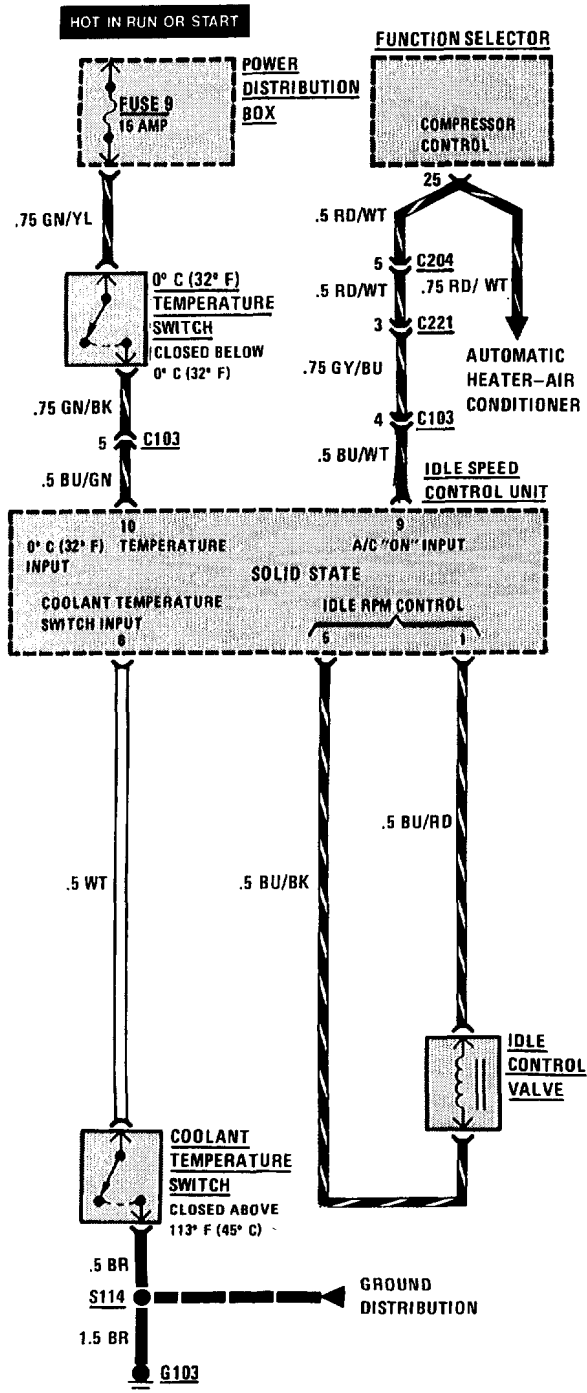 HOT IN RUN OR START
POWER
DISTRIBUTION
BOX
FUSE 9
15 AMP
FUNCTION SELECTOR
COMPRESSOR
CONTROL
25
.75 GN/YL
.5 RD/WT
5 C204
.5 RD/WT
.75 RD/ WT
3 C221
0° C (32° F)
TEMPERATURE
SWITCH
CLOSED BELOW
0° C (32° F)
AUTOMATIC
HEATER-AIR
CONDITIONER
.75 GY/BU
.75 GN/BK
4 C103
5 C103
.5 BU/WT
.5 BU/GN
IDLE SPEED
CONTROL UNIT
10
9
0° C (32° F) TEMPERATURE
INPUT
A/C "ON" INPUT
SOLID STATE
COOLANT TEMPERATURE
SWITCH INPUT
IDLE RPM CONTROL
1
.5 WT
.5 BU/BK
.5 BU/RD
IDLE
CONTROL
VALVE
COOLANT
TEMPERATURE
SWITCH
CLOSED ABOVE
113° F (45° C)
.5 BR
S114
GROUND
DISTRIBUTION
1.5 BR
G103